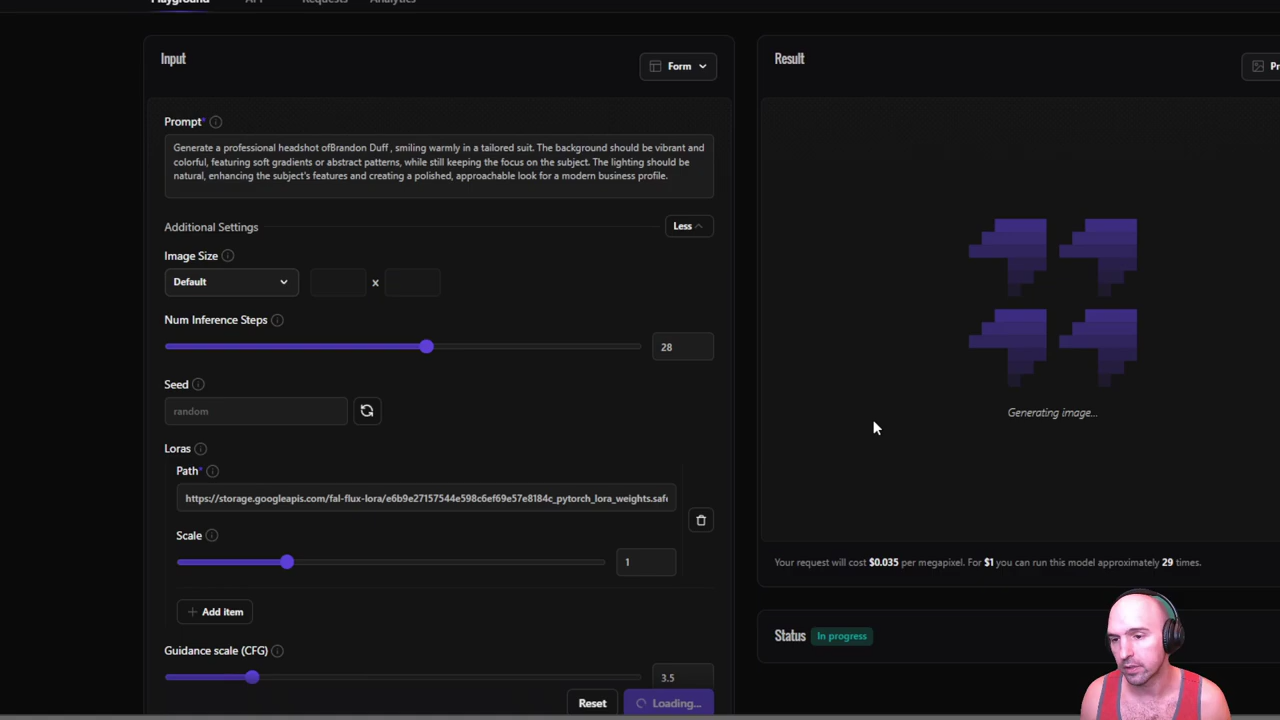 Playground API Requests Analytics
Input
Form
Result
Prompt*
Generate a professional headshot ofBrandon Duff , smiling warmly in a tailored suit. The background should be vibrant and
colorful, featuring soft gradients or abstract patterns, while still keeping the focus on the subject. The lighting should be
natural, enhancing the subject's features and creating a polished, approachable look for a modern business profile.
Additional Settings
Less
Image Size
Default
x
Num Inference Steps
28
Seed
random
Loras
Path*
https://storage.googleapis.com/fal-flux-lora/e6b9e27157544e598c6ef69e57e8184c_pytorch_lora_weights.safe
Scale
1
Add item
Guidance scale (CFG)
3.5
Reset
Loading...
Generating image...
Your request will cost $0.035 per megapixel. For $1 you can run this model approximately 29 times.
Status
In progress